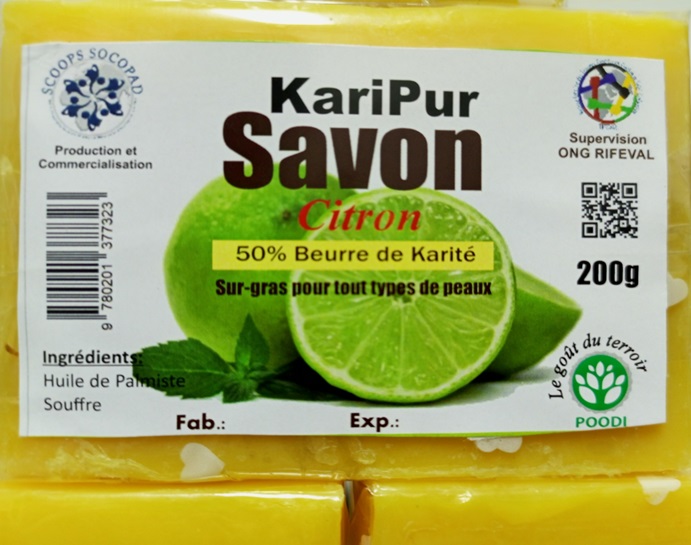 SCOOPS SOCOPAD
Production et
Commercialisation
KariPur
Savon
Citron
50% Beurre de Karité
Sur-gras pour tout types de peaux
Supervision
ONG RIFEVAL
200g
9 780201 377323
Ingrédients:
Huile de Palmiste
Souffre
Fab.:
Exp.:
Le goût du terroir
POODI